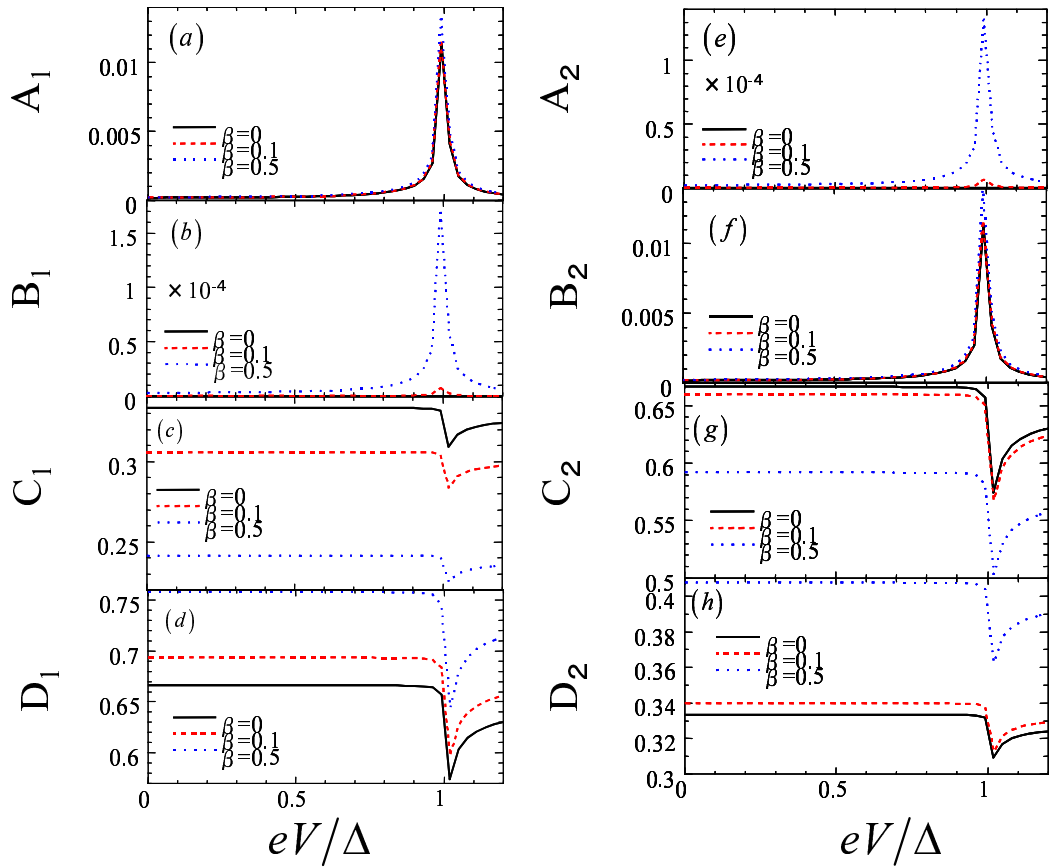 A1
(a)
0.01
0.005
0
β=0
β=0.1
β=0.5
B1
(b)
× 10-4
1.5
1
0.5
0
β=0
β=0.1
β=0.5
C1
(c)
0.3
0.25
β=0
β=0.1
β=0.5
D1
(d)
0.75
0.7
0.65
0.6
β=0
β=0.1
β=0.5
0
0.5
1
eV/Δ
A2
(e)
× 10-4
1
0.5
0
β=0
β=0.1
β=0.5
B2
(f)
0.01
0.005
0
β=0
β=0.1
β=0.5
C2
(g)
0.65
0.6
0.55
0.5
β=0
β=0.1
β=0.5
D2
(h)
0.4
0.38
0.36
0.34
0.32
0.3
β=0
β=0.1
β=0.5
0
0.5
1
eV/Δ